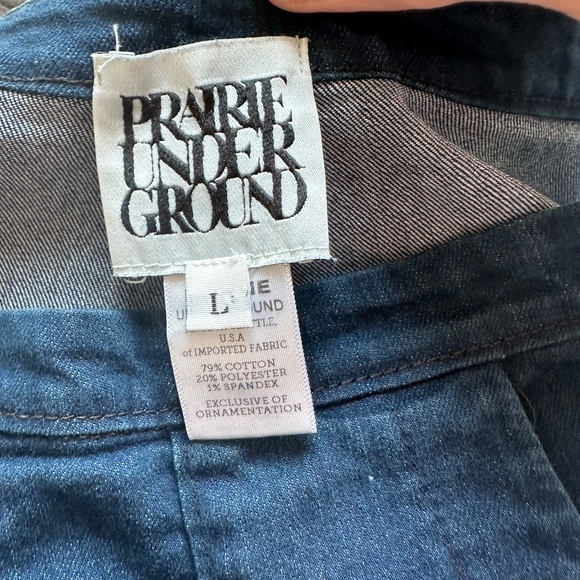 PRAIRIE
UNDER
GROUND
L
U.S.A
of IMPORTED FABRIC
79% COTTON
20% POLYESTER
1% SPANDEX
EXCLUSIVE OF
ORNAMENTATION